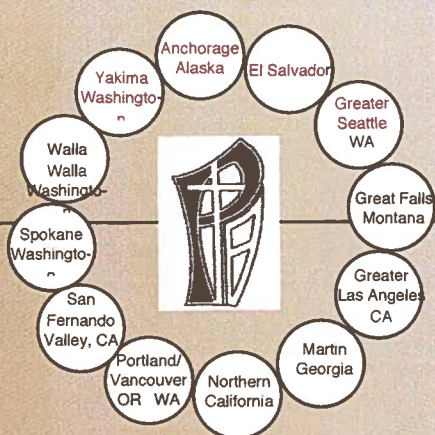 Anchorage
Alaska
El Salvador
Greater
Seattle
WA
Great Falls
Montana
Greater
Las Angeles
CA
Martin
Georgia
Northern
California
Portland/
Vancouver
OR WA
San
Fernando
Valley, CA
Spokane
Washingto-
n
Walla
Walla
Washingto-
n
Yakima
Washingto-
n